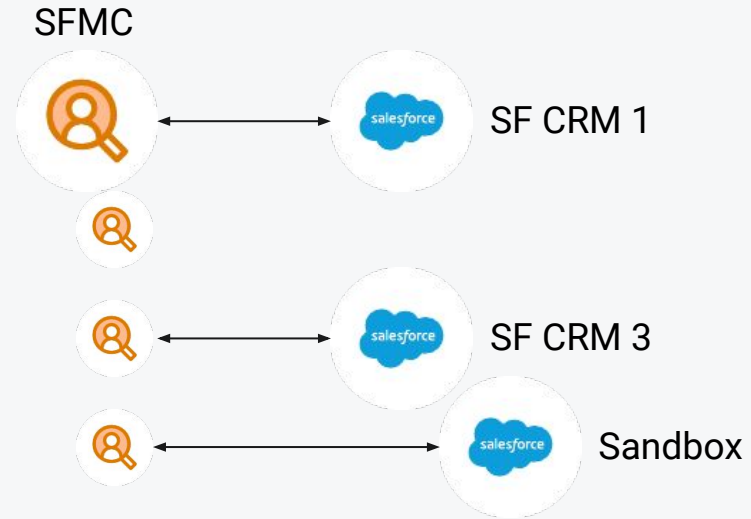 SFMC
salesforce
SF CRM 1
salesforce
SF CRM 3
salesforce
Sandbox